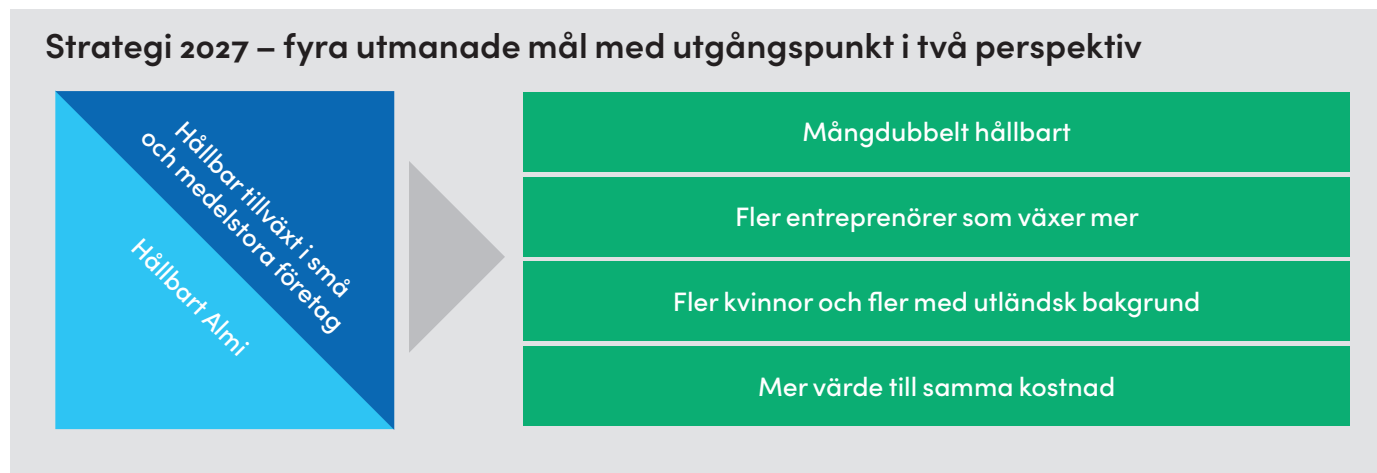 Strategi 2027 – fyra utmanade mål med utgångspunkt i två perspektiv
Hållbar tillväxt i små
och medelstora företag
Hållbart Almi
Mångdubbelt hållbart
Fler entreprenörer som växer mer
Fler kvinnor och fler med utländsk bakgrund
Mer värde till samma kostnad